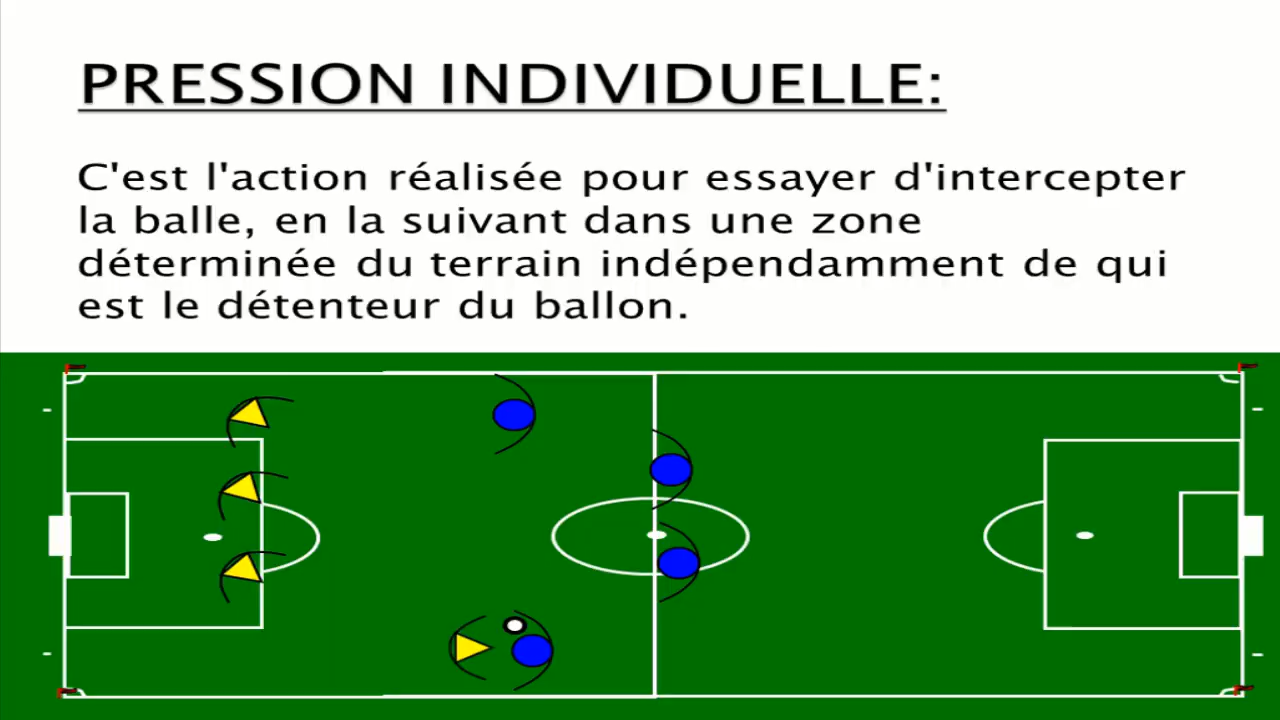 PRESSION INDIVIDUELLE:
C'est l'action réalisée pour essayer d'intercepter
la balle, en la suivant dans une zone
déterminée du terrain indépendamment de qui
est le détenteur du ballon.